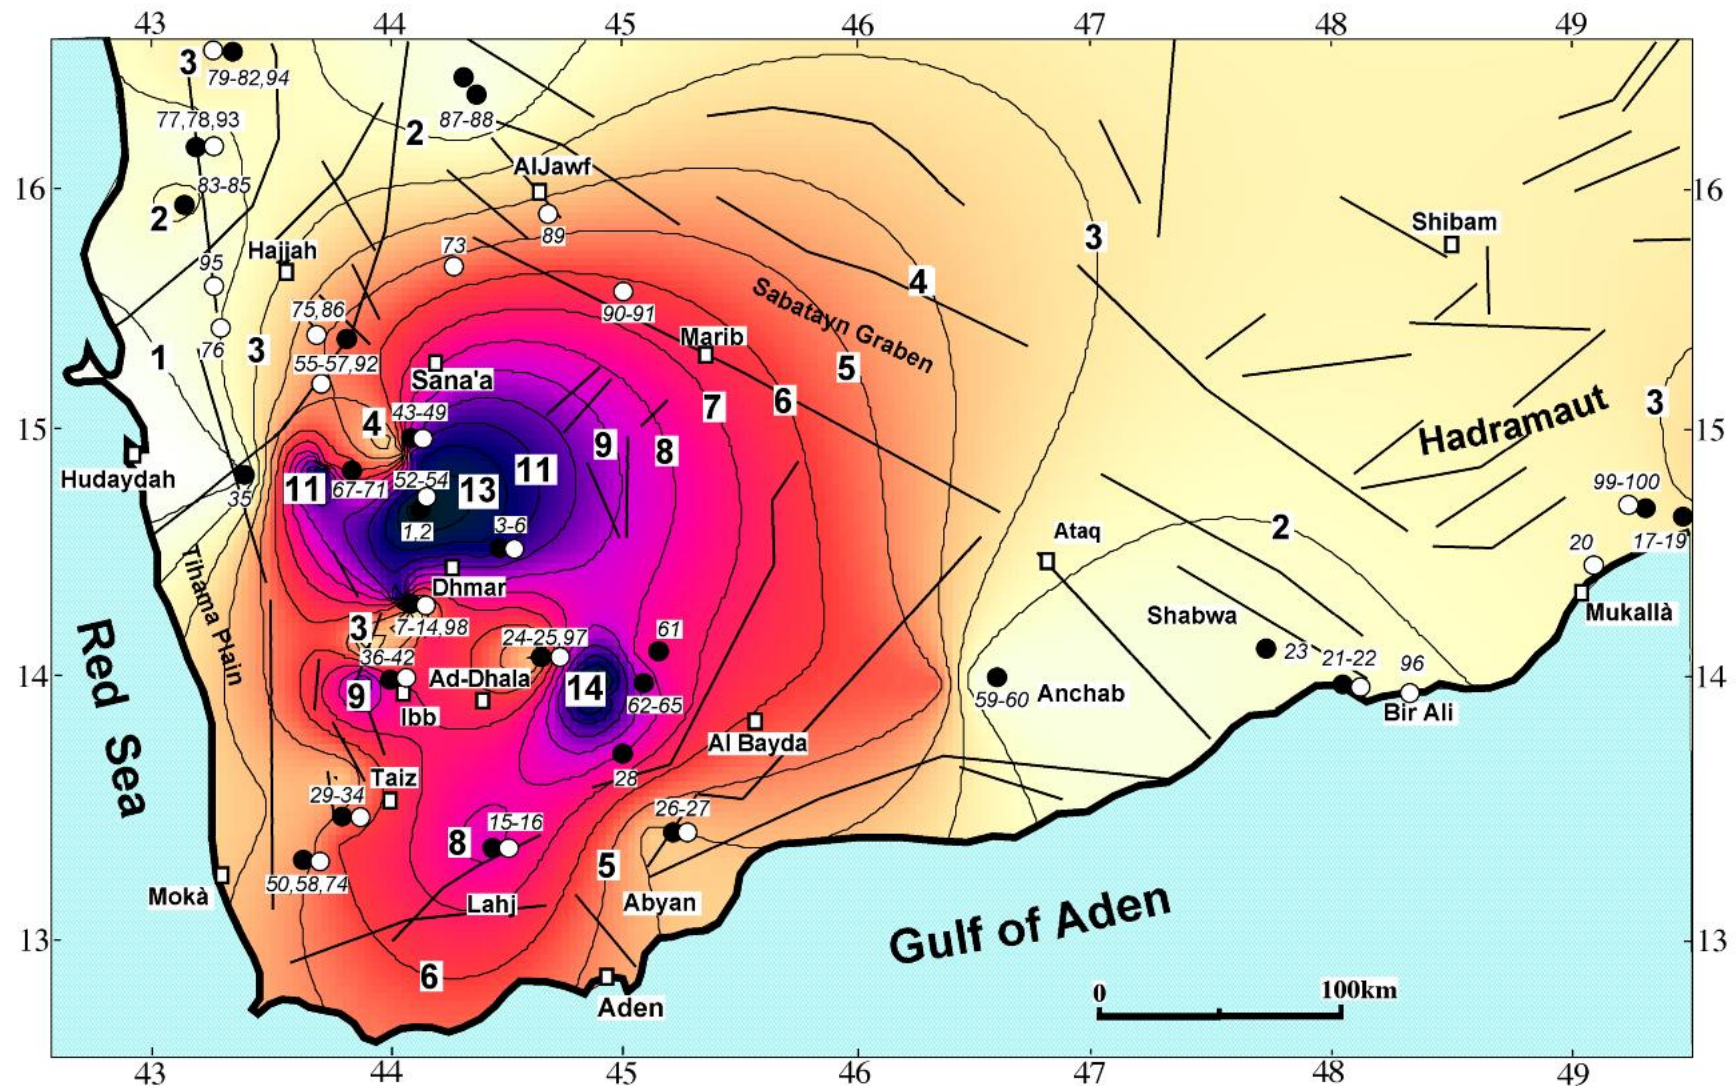 43 44 45 46 47 48 49
3
79-82,94
77,78,93
2
87-88
AlJawf
16
83-85
16
2
89
Shibam
3
73
Hajjah
95
4
90-91
Sabatayn Graben
75,86
76
3
1
55-57,92
Marib
5
Sana'a
6
7
3
43-49
4
15
9
8
11
Hadramaut
15
Hudaydah
35
11
67-71
52-54
13
99-100
1,2
3-6
2
Ataq
17-19
20
Dhmar
Tihama Plain
Shabwa
Mukallà
3
7-14,98
24-25,97
61
36-42
23
21-22
96
14
Ad-Dhala
14
62-65
59-60
Anchab
14
9
Ibb
Bir Ali
Al Bayda
Red Sea
Taiz
28
29-34
26-27
15-16
8
5
50,58,74
Mokà
Lahj
Abyan
13
Gulf of Aden
13
6
Aden
0 100km
43 44 45 46 47 48 49